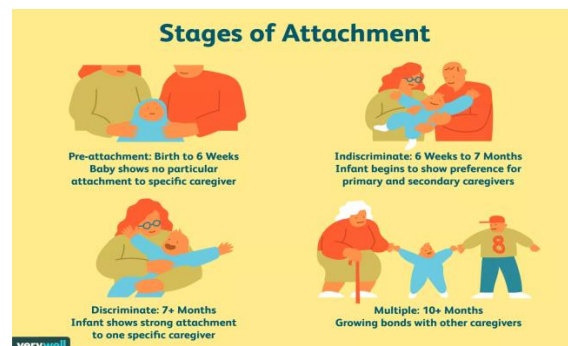 Stages of Attachment
Pre-attachment: Birth to 6 Weeks
Baby shows no particular
attachment to specific caregiver
Indiscriminate: 6 Weeks to 7 Months
Infant begins to show preference for
primary and secondary caregivers
8
Discriminate: 7+ Months
Infant shows strong attachment
to one specific caregiver
Multiple: 10+ Months
Growing bonds with other caregivers
verywell